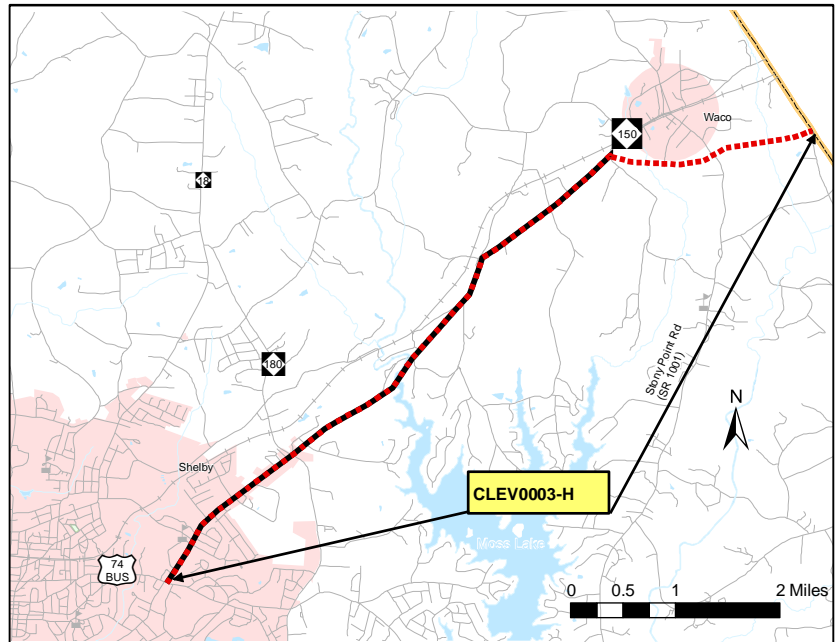 Waco
150
18
180
Stony Point Rd
(SR 1001)
N
Shelby
CLEV0003-H
Moss Lake
74
BUS
0 0.5 1 2 Miles